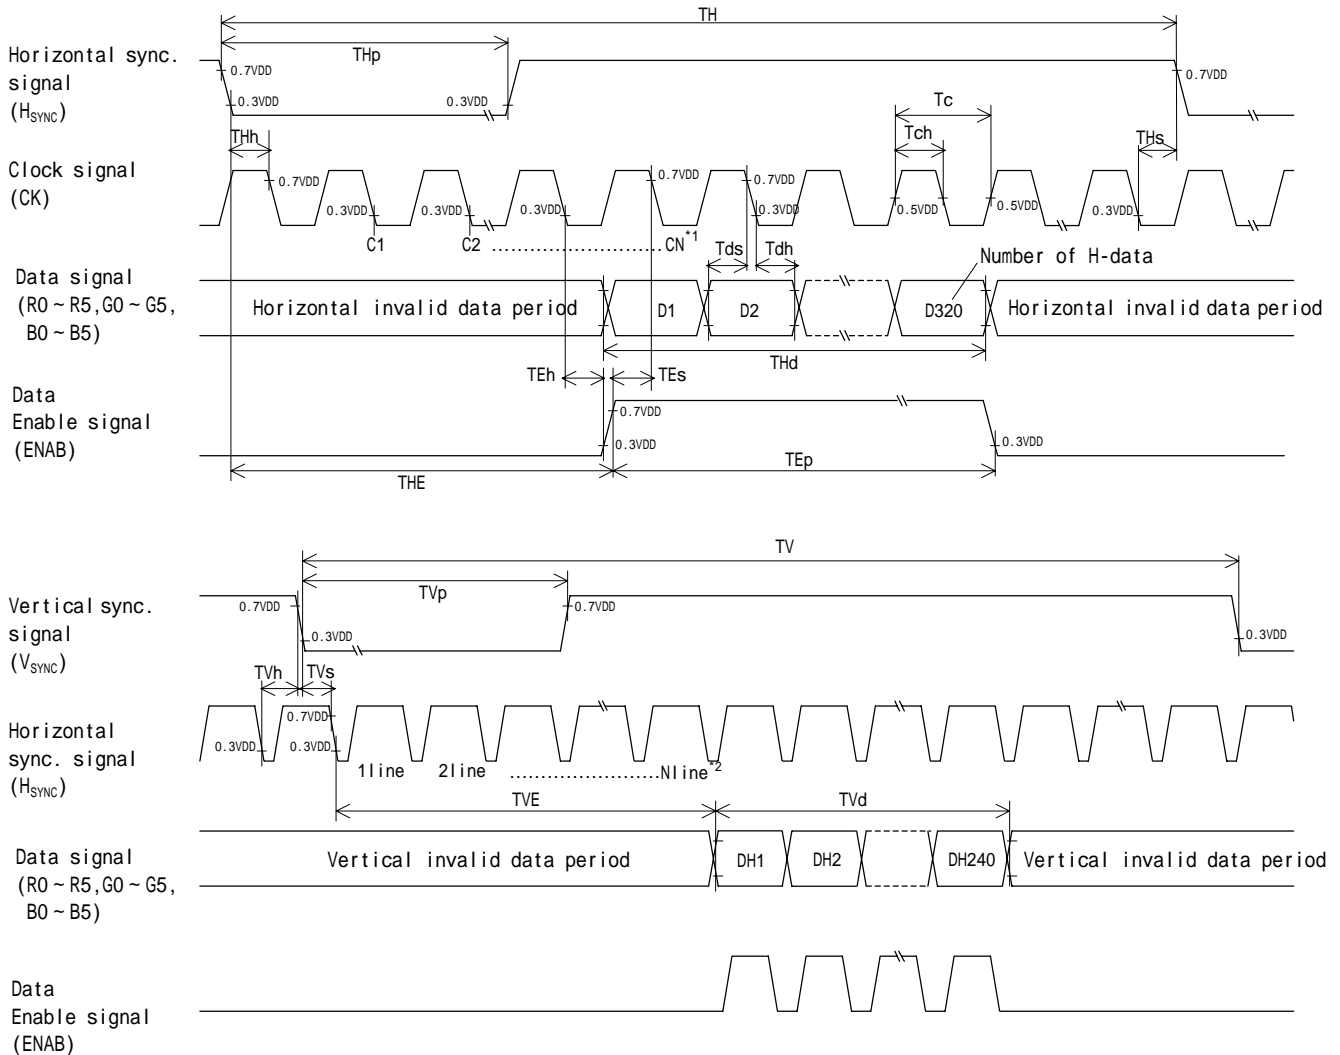 TH
THp
Horizontal sync.
signal
(HSYNC)
0.7VDD
0.3VDD
0.3VDD
0.7VDD
Tc
Tch
THh
THs
Clock signal
(CK)
0.7VDD
0.3VDD
0.3VDD
0.3VDD
0.7VDD
0.7VDD
0.3VDD
0.5VDD
0.5VDD
0.3VDD
C1 C2 ........................CN*1
Tds Tdh
Number of H-data
Data signal
(R0~R5,G0~G5,
B0~B5)
Horizontal invalid data period
D1
D2
D320
Horizontal invalid data period
THd
TEh
TEs
Data
Enable signal
(ENAB)
0.7VDD
0.3VDD
0.3VDD
THE
TEp
TV
TVp
Vertical sync.
signal
(VSYNC)
0.7VDD
0.3VDD
0.7VDD
0.3VDD
TVh TVs
Horizontal
sync. signal
(HSYNC)
0.7VDD
0.3VDD
0.3VDD
1line 2line ........................Nline*2
TVE
TVd
Data signal
(R0~R5,G0~G5,
B0~B5)
Vertical invalid data period
DH1
DH2
DH240
Vertical invalid data period
Data
Enable signal
(ENAB)